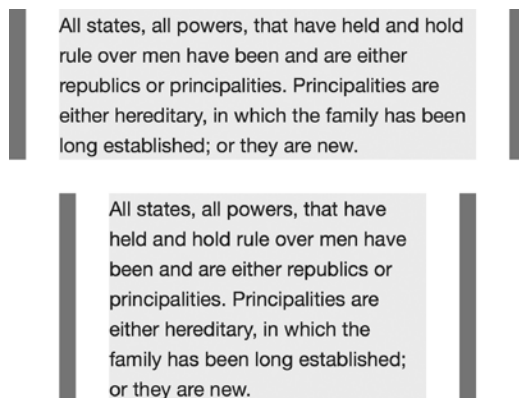 All states, all powers, that have held and hold
rule over men have been and are either
republics or principalities. Principalities are
either hereditary, in which the family has been
long established; or they are new.
All states, all powers, that have
held and hold rule over men have
been and are either republics or
principalities. Principalities are
either hereditary, in which the
family has been long established;
or they are new.